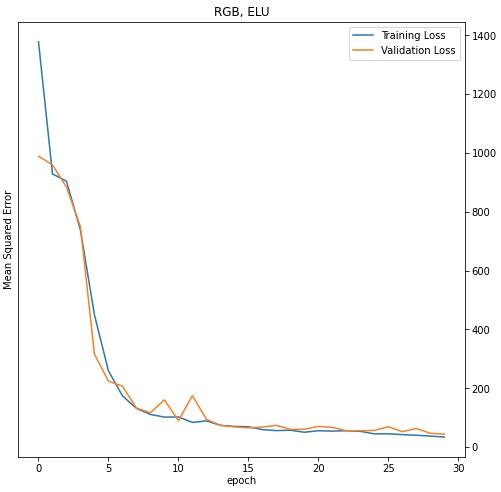 RGB, ELU
Training Loss
Validation Loss
Mean Squared Error
1400
1200
1000
800
600
400
200
0
0 5 10 15 20 25 30
epoch